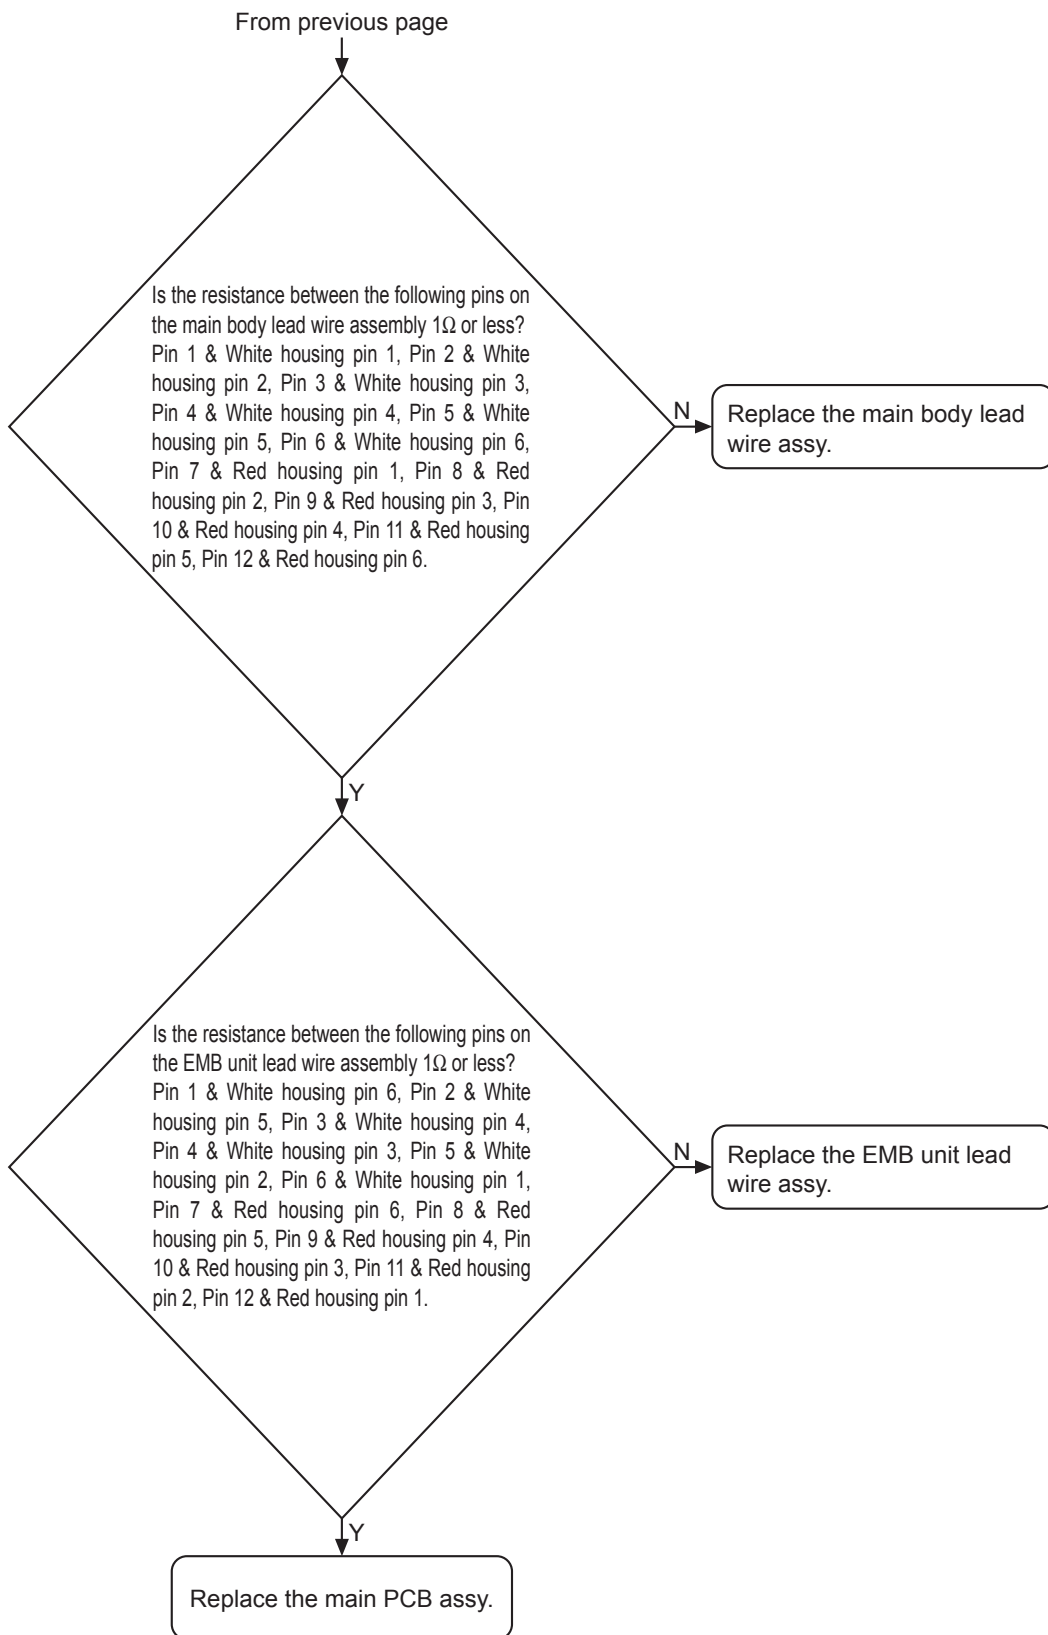 From previous page
Is the resistance between the following pins on
the main body lead wire assembly 1Ω or less?
Pin 1 & White housing pin 1, Pin 2 & White
housing pin 2, Pin 3 & White housing pin 3,
Pin 4 & White housing pin 4, Pin 5 & White
housing pin 5, Pin 6 & White housing pin 6,
Pin 7 & Red housing pin 1, Pin 8 & Red
housing pin 2, Pin 9 & Red housing pin 3, Pin
10 & Red housing pin 4, Pin 11 & Red housing
pin 5, Pin 12 & Red housing pin 6.
N
Replace the main body lead
wire assy.
Y
Is the resistance between the following pins on
the EMB unit lead wire assembly 1Ω or less?
Pin 1 & White housing pin 6, Pin 2 & White
housing pin 5, Pin 3 & White housing pin 4,
Pin 4 & White housing pin 3, Pin 5 & White
housing pin 2, Pin 6 & White housing pin 1,
Pin 7 & Red housing pin 6, Pin 8 & Red
housing pin 5, Pin 9 & Red housing pin 4, Pin
10 & Red housing pin 3, Pin 11 & Red housing
pin 2, Pin 12 & Red housing pin 1.
N
Replace the EMB unit lead
wire assy.
Y
Replace the main PCB assy.